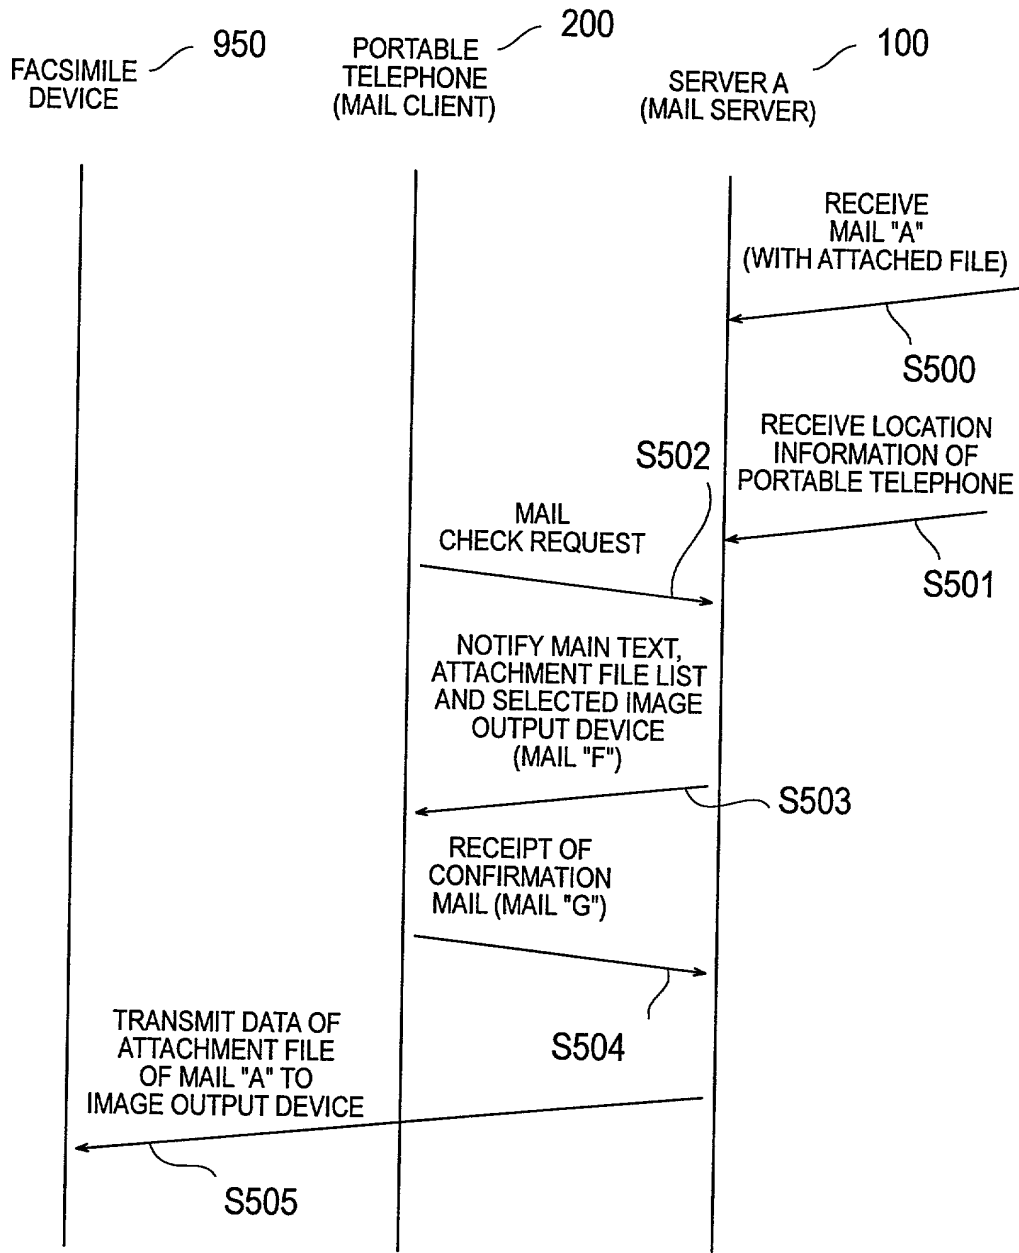 950
FACSIMILE
DEVICE
200
PORTABLE
TELEPHONE
(MAIL CLIENT)
100
SERVER A
(MAIL SERVER)
RECEIVE
MAIL "A"
(WITH ATTACHED FILE)
S500
RECEIVE LOCATION
INFORMATION OF
PORTABLE TELEPHONE
S501
S502
MAIL
CHECK REQUEST
NOTIFY MAIN TEXT,
ATTACHMENT FILE LIST
AND SELECTED IMAGE
OUTPUT DEVICE
(MAIL "F")
S503
RECEIPT OF
CONFIRMATION
MAIL (MAIL "G")
S504
TRANSMIT DATA OF
ATTACHMENT FILE
OF MAIL "A" TO
IMAGE OUTPUT DEVICE
S505